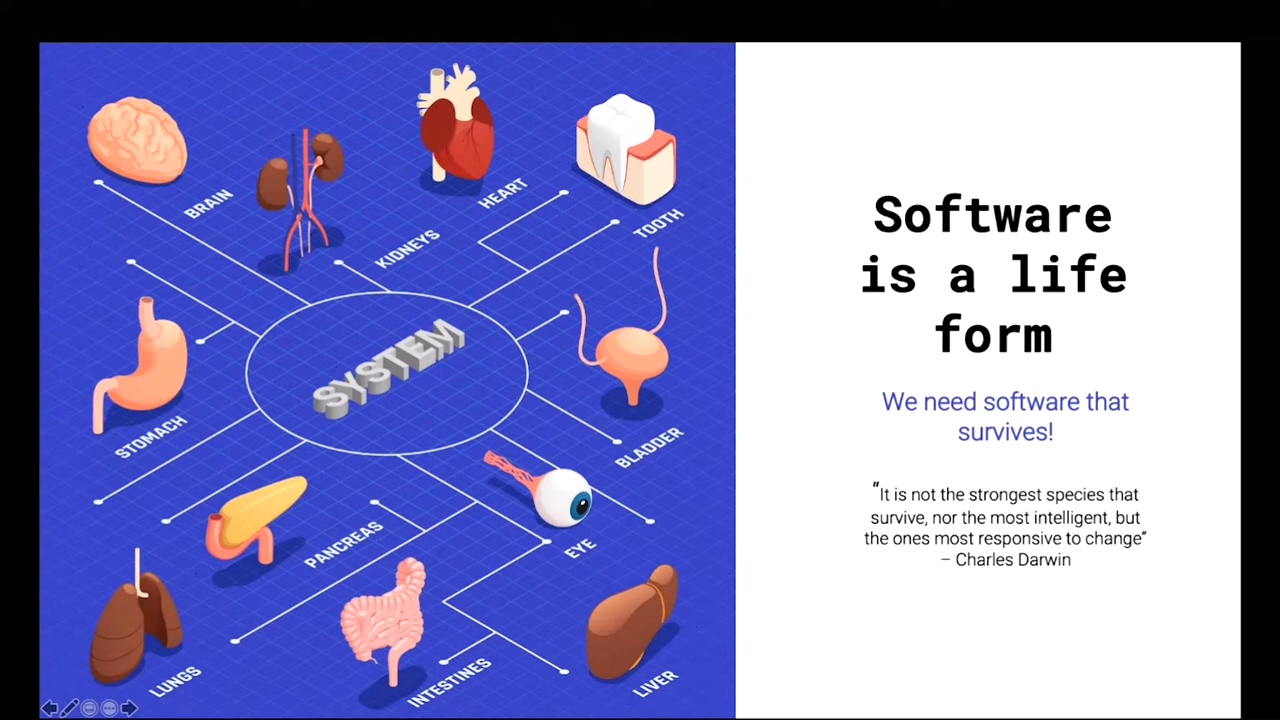 BRAIN
KIDNEYS
HEART
TOOTH
SYSTEM
STOMACH
BLADDER
PANCREAS
EYE
LUNGS
INTESTINES
LIVER
Software
is a life
form
We need software that
survives!
“It is not the strongest species that
survive, nor the most intelligent, but
the ones most responsive to change”
– Charles Darwin